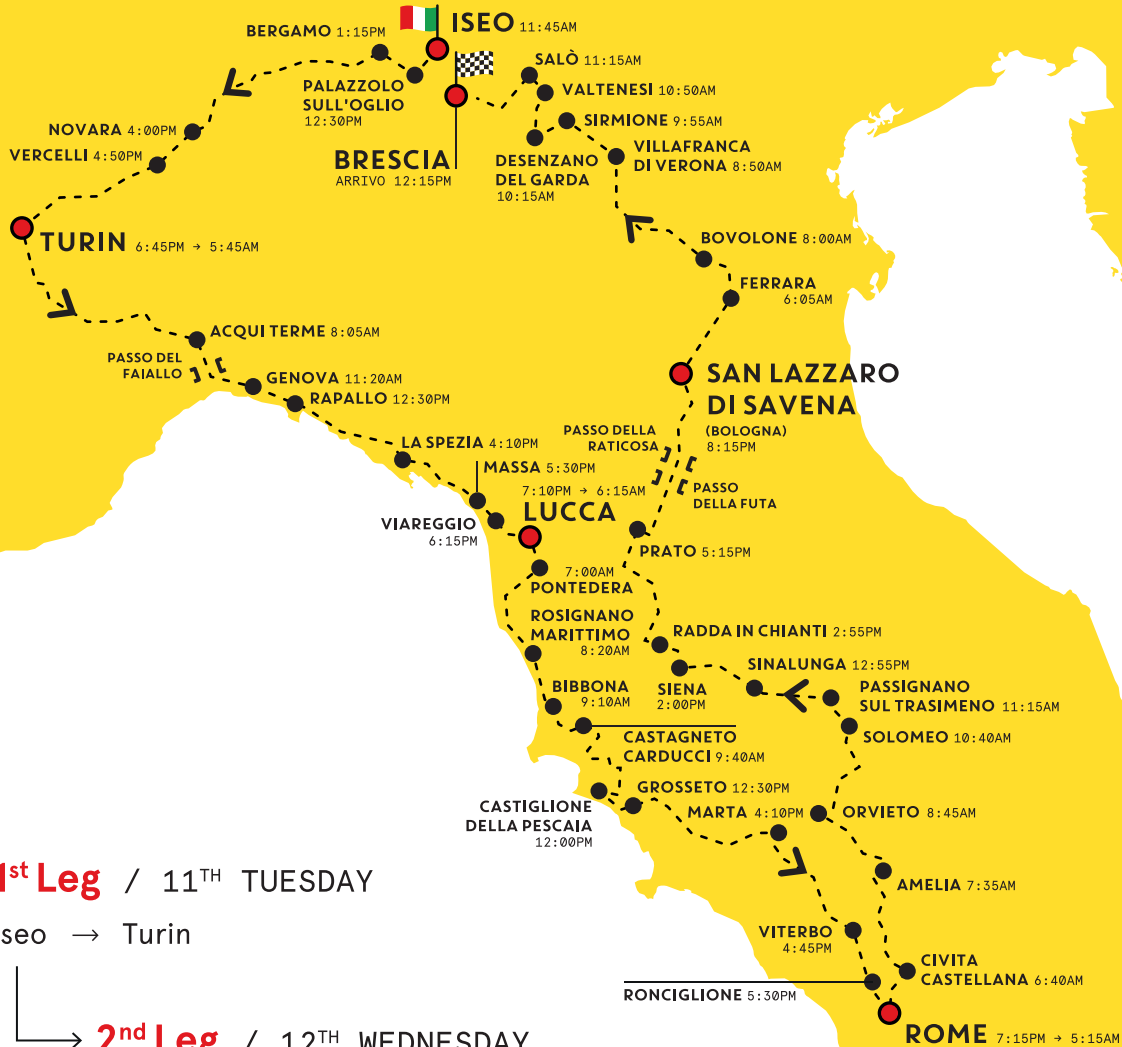 ISEO 11:45AM
BERGAMO 1:15PM
PALAZZOLO
SULL'OGLIO
12:30PM
SALÒ 11:15AM
VALTENESI 10:50AM
SIRMIONE 9:55AM
NOVARA 4:00PM
VERCELLI 4:50PM
BRESCIA
ARRIVO 12:15PM
DESENZANO
DEL GARDA
10:15AM
VILLAFRANCA
DI VERONA 8:50AM
TURIN 6:45PM → 5:45AM
BOVOLONE 8:00AM
FERRARA
6:05AM
ACQUI TERME 8:05AM
PASSO DEL
FAIALLO
GENOVA 11:20AM
RAPALLO 12:30PM
SAN LAZZARO
DI SAVENA
(BOLOGNA)
8:15PM
PASSO DELLA
RATICOSA
LA SPEZIA 4:10PM
MASSA 5:30PM
PASSO
DELLA FUTA
7:10PM → 6:15AM
LUCCA
VIAREGGIO
6:15PM
PRATO 5:15PM
7:00AM
PONTEDERA
ROSIGNANO
MARITTIMO
8:20AM
RADDA IN CHIANTI 2:55PM
SINALUNGA 12:55PM
BIBBONA
9:10AM
SIENA
2:00PM
PASSIGNANO
SUL TRASIMENO 11:15AM
SOLOMEO 10:40AM
CASTAGNETO
CARDUCCI 9:40AM
GROSSETO 12:30PM
CASTIGLIONE
DELLA PESCAIA
12:00PM
MARTA 4:10PM
ORVIETO 8:45AM
AMELIA 7:35AM
VITERBO
4:45PM
CIVITA
CASTELLANA 6:40AM
RONCIGLIONE 5:30PM
ROME 7:15PM → 5:15AM
1st Leg / 11TH TUESDAY
seo → Turin
2nd Leg / 12TH WEDNESDAY